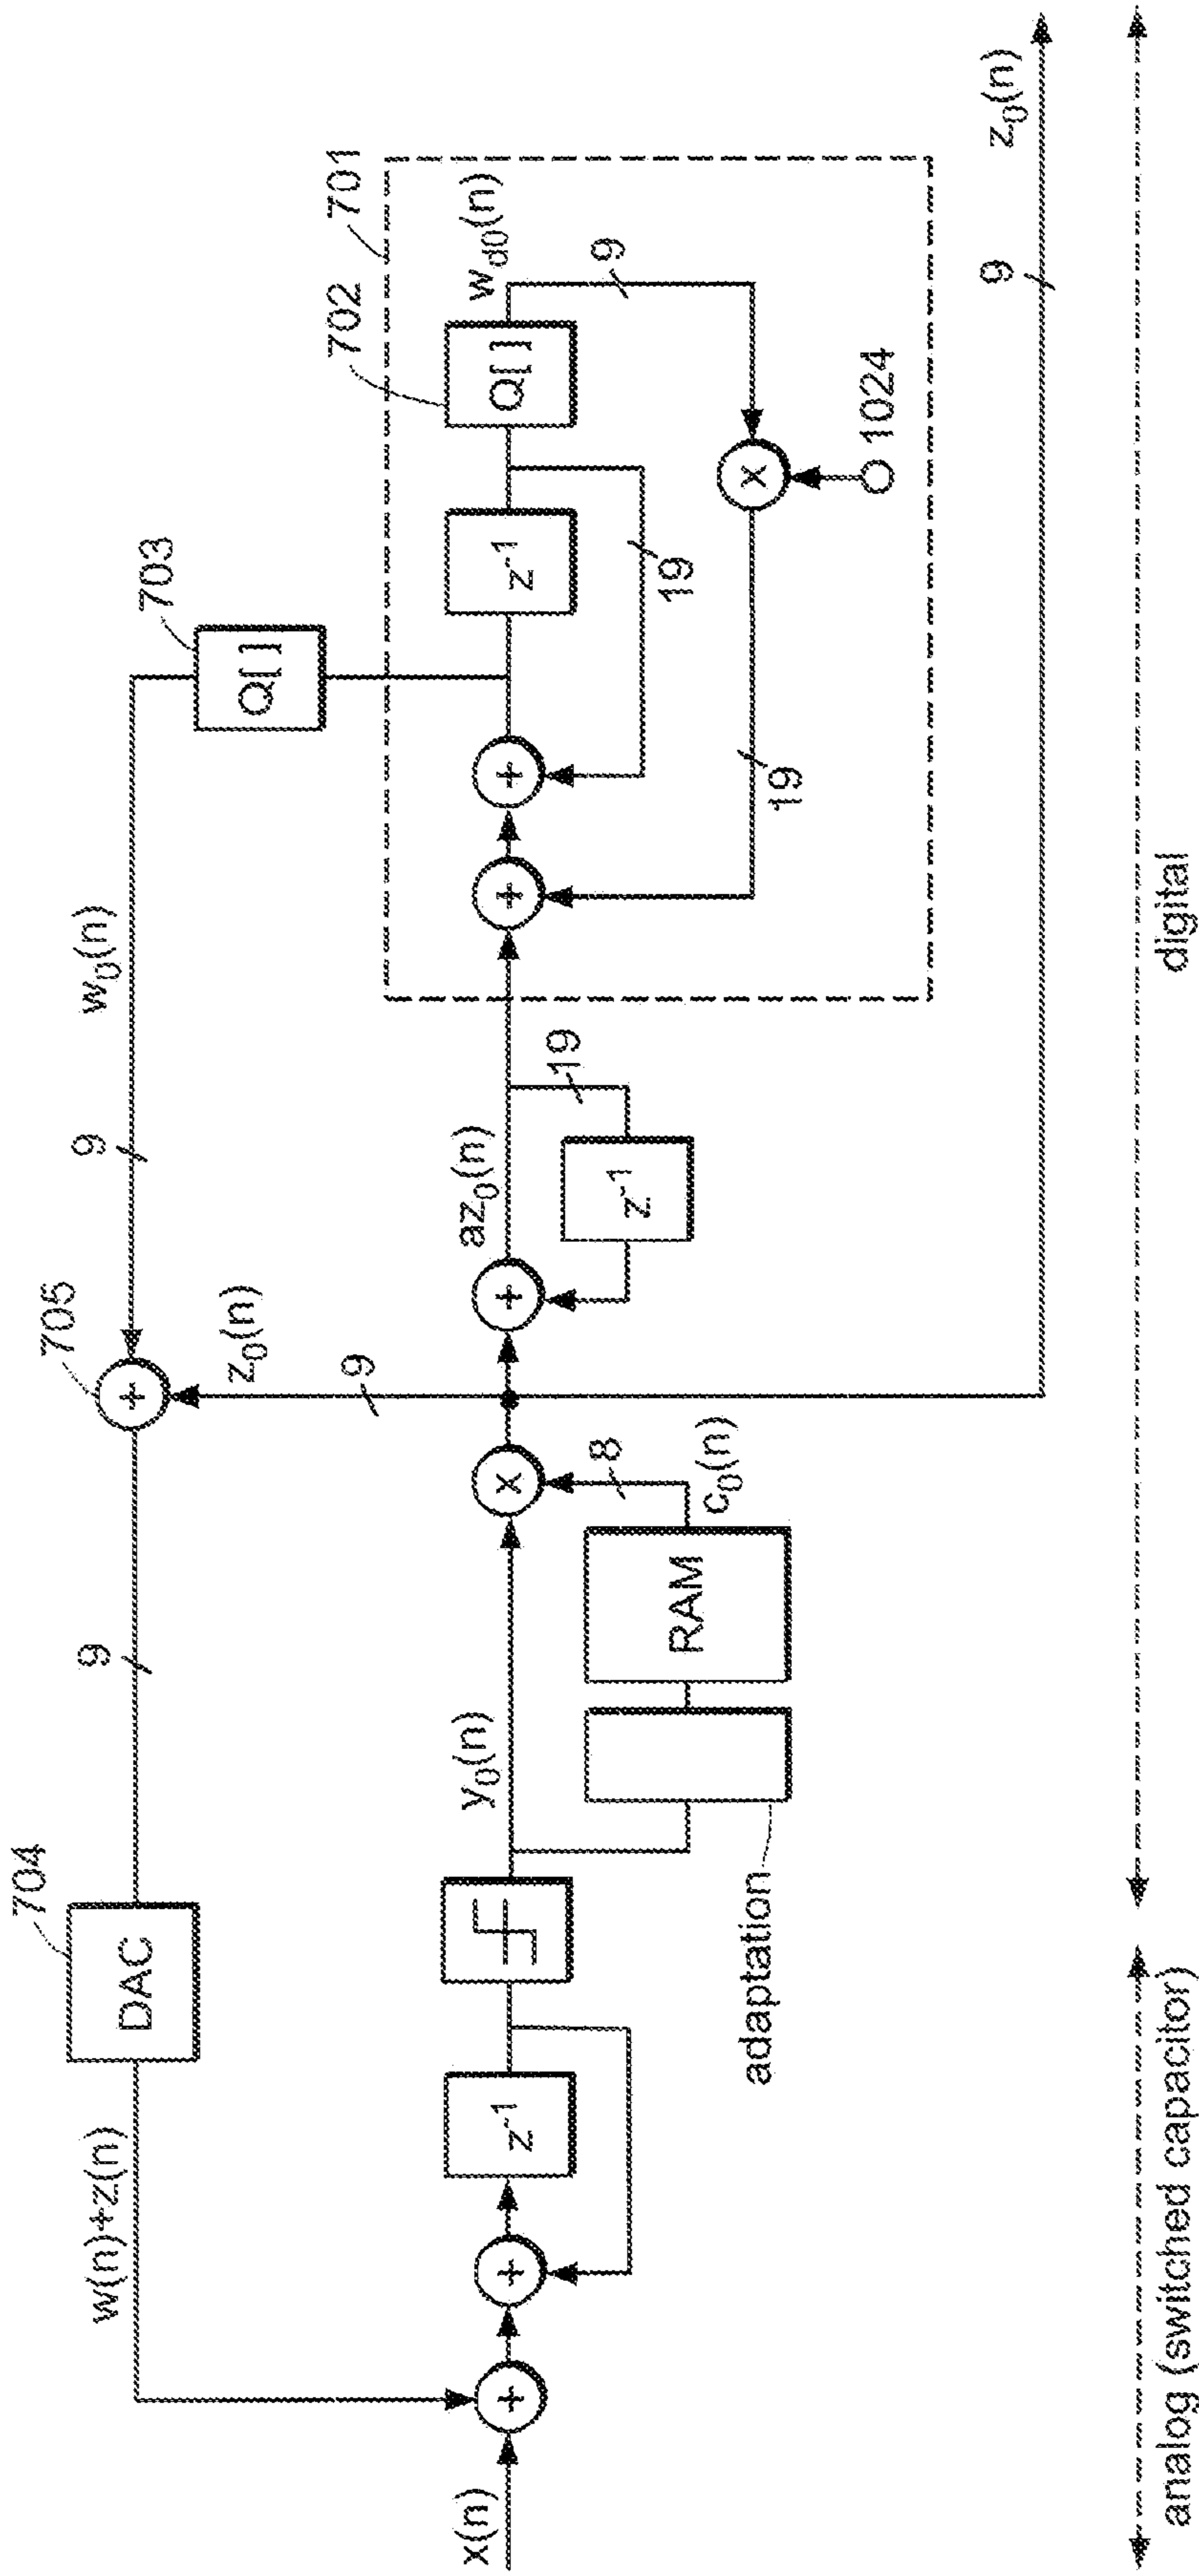 704
DAC
w(n)+z(n)
9
705
w₀(n)
9
703
Q[ ]
z₀(n)
9
x(n)
z⁻¹
y₀(n)
x
az₀(n)
z⁻¹
19
701
702
z⁻¹
Q[ ]
w_d0(n)
9
19
x
1024
19
adaptation
RAM
8
c₀(n)
9
z₀(n)
analog (switched capacitor)
digital
+
+
+
+
+
+